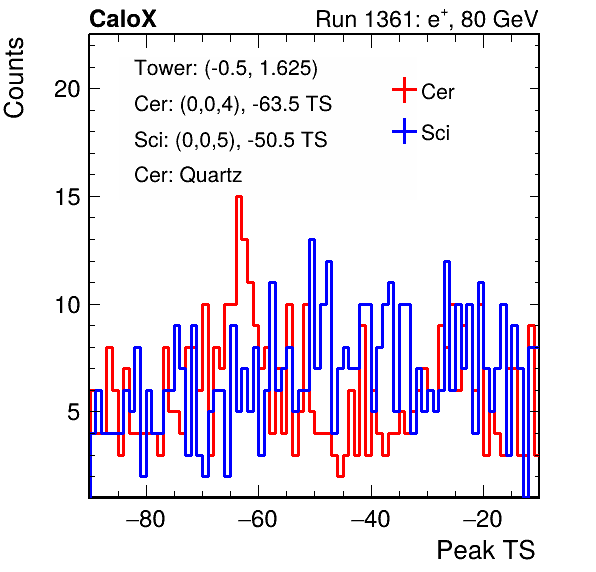 CaloX Run 1361: e⁺, 80 GeV
Counts
Tower: (-0.5, 1.625)
Cer: (0,0,4), -63.5 TS
Sci: (0,0,5), -50.5 TS
Cer: Quartz
Cer
Sci
20
15
10
5
−80 −60 −40 −20
Peak TS